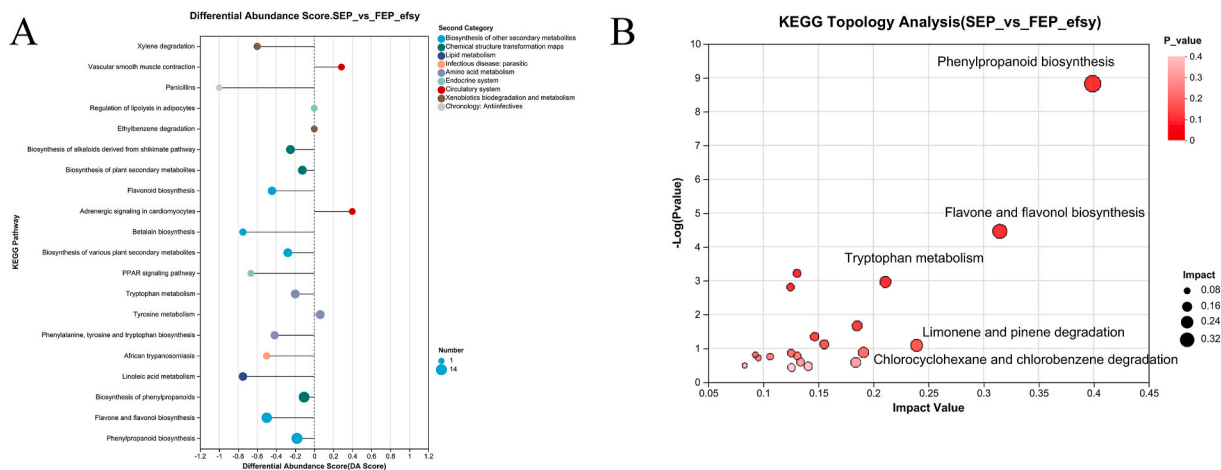 A
Differential Abundance Score.SEP_vs_FEP_efsy
KEGG Pathway
Xylene degradation
Vascular smooth muscle contraction
Penicillins
Regulation of lipolysis in adipocytes
Ethylbenzene degradation
Biosynthesis of alkaloids derived from shikimate pathway
Biosynthesis of plant secondary metabolites
Flavonoid biosynthesis
Adrenergic signaling in cardiomyocytes
Betalain biosynthesis
Biosynthesis of various plant secondary metabolites
PPAR signaling pathway
Tryptophan metabolism
Tyrosine metabolism
Phenylalanine, tyrosine and tryptophan biosynthesis
African trypanosomiasis
Linoleic acid metabolism
Biosynthesis of phenylpropanoids
Flavone and flavonol biosynthesis
Phenylpropanoid biosynthesis
-1.2 -1 -0.8 -0.6 -0.4 -0.2 0 0.2 0.4 0.6 0.8 1 1.2
Differential Abundance Score(DA Score)
Second Category
Biosynthesis of other secondary metabolites
Chemical structure transformation maps
Lipid metabolism
Infectious disease: parasitic
Amino acid metabolism
Endocrine system
Circulatory system
Xenobiotics biodegradation and metabolism
Chronology: Antiinfectives
Number
1
14
B
KEGG Topology Analysis(SEP_vs_FEP_efsy)
-Log(Pvalue)
10
9
8
7
6
5
4
3
2
1
0
Phenylpropanoid biosynthesis
Flavone and flavonol biosynthesis
Tryptophan metabolism
Limonene and pinene degradation
Chlorocyclohexane and chlorobenzene degradation
0.05 0.1 0.15 0.2 0.25 0.3 0.35 0.4 0.45
Impact Value
P_value
0.4
0.3
0.2
0.1
0
Impact
0.08
0.16
0.24
0.32